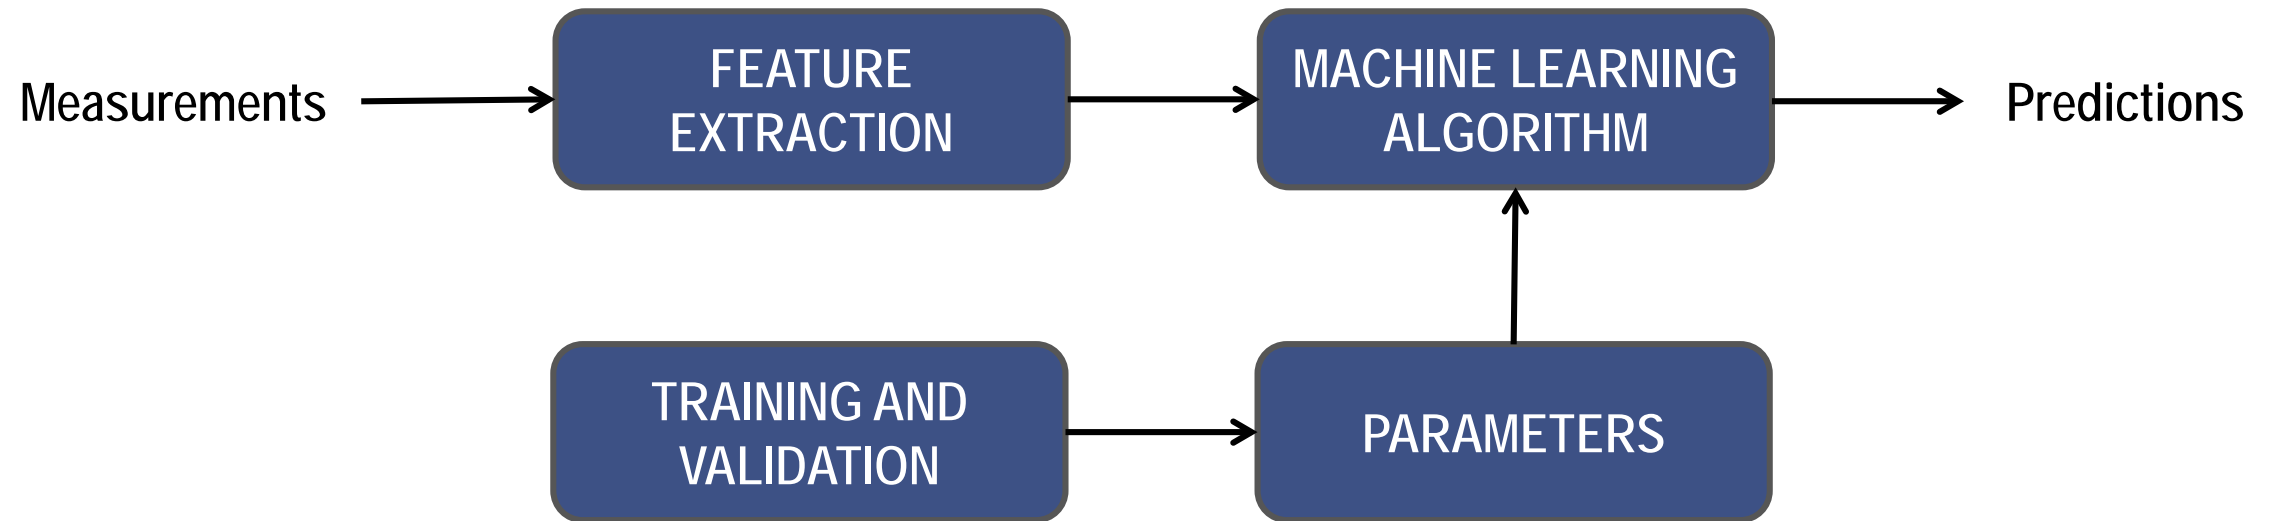 Measurements
FEATURE
EXTRACTION
MACHINE LEARNING
ALGORITHM
Predictions
TRAINING AND
VALIDATION
PARAMETERS